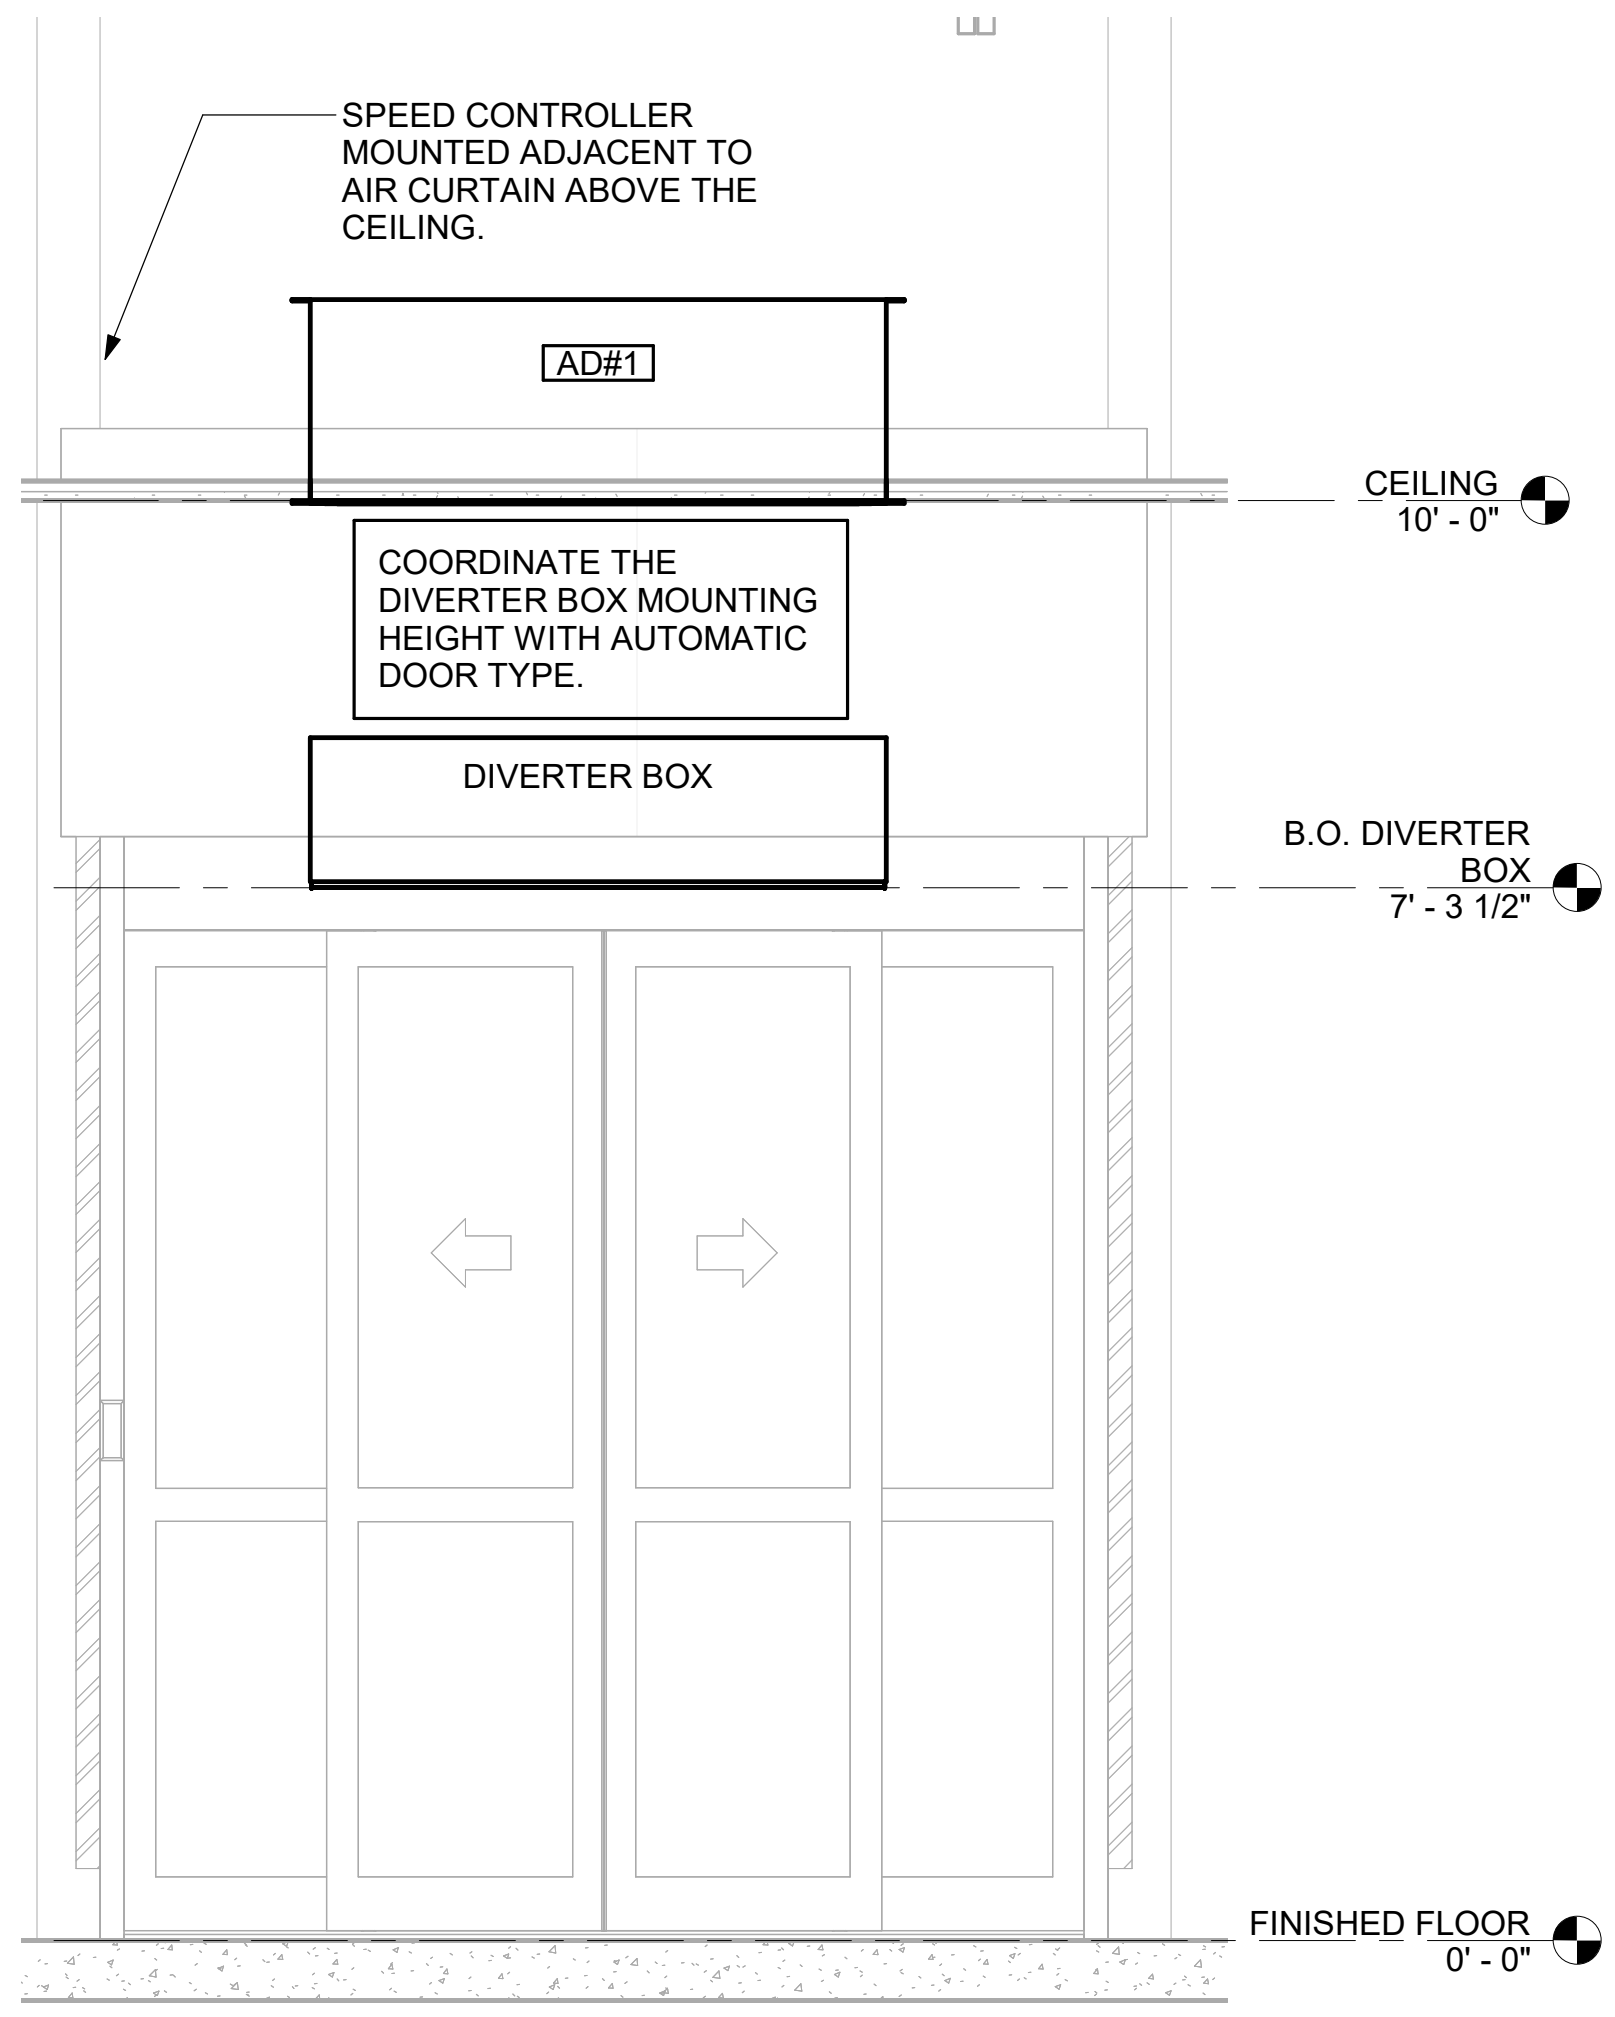 SPEED CONTROLLER
MOUNTED ADJACENT TO
AIR CURTAIN ABOVE THE
CEILING.
AD#1
CEILING
10' - 0"
COORDINATE THE
DIVERTER BOX MOUNTING
HEIGHT WITH AUTOMATIC
DOOR TYPE.
DIVERTER BOX
B.O. DIVERTER
BOX
7' - 3 1/2"
FINISHED FLOOR
0' - 0"